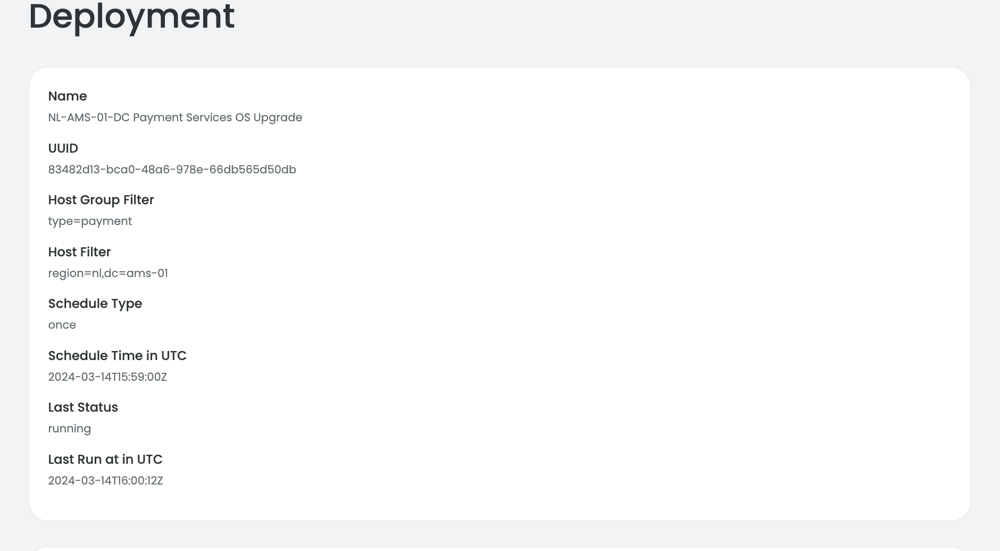 Deployment
Name
NL-AMS-01-DC Payment Services OS Upgrade
UUID
83482d13-bca0-48a6-978e-66db565d50db
Host Group Filter
type=payment
Host Filter
region=nl,dc=ams-01
Schedule Type
once
Schedule Time in UTC
2024-03-14T15:59:00Z
Last Status
running
Last Run at in UTC
2024-03-14T16:00:12Z